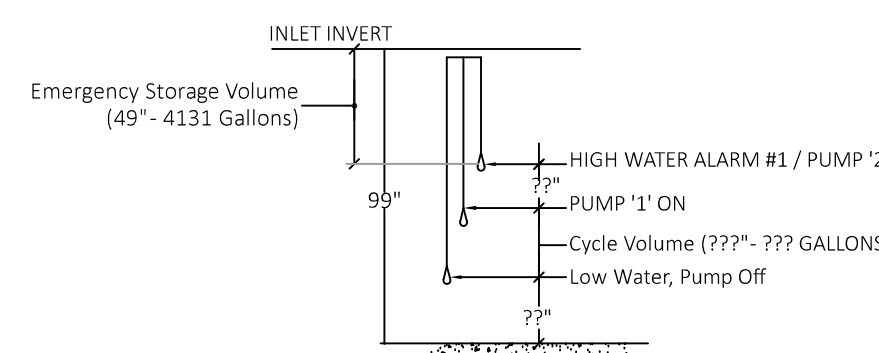 INLET INVERT
Emergency Storage Volume
(49"- 4131 Gallons)
HIGH WATER ALARM #1 / PUMP '2
??"
99"
PUMP '1' ON
Cycle Volume (???"- ??? GALLONS
Low Water, Pump Off
??"